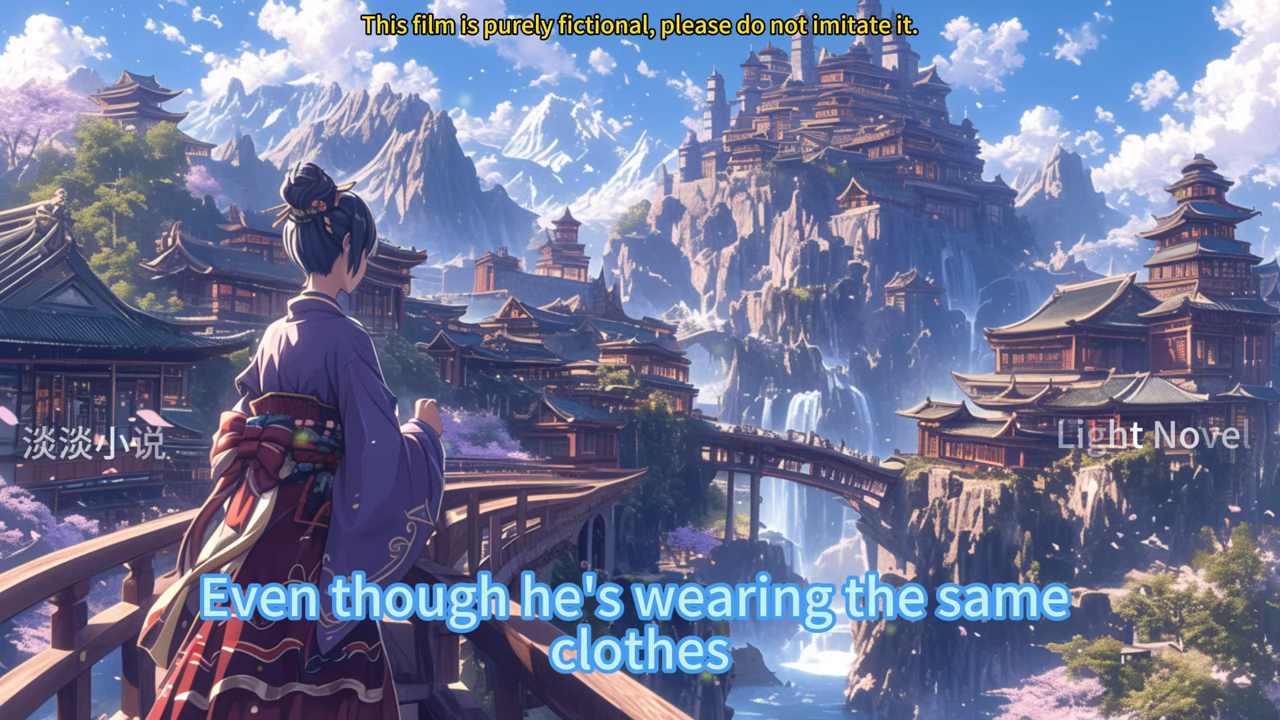 This film is purely fictional, please do not imitate it.
淡淡小说
Light Novel
Even though he's wearing the same
clothes